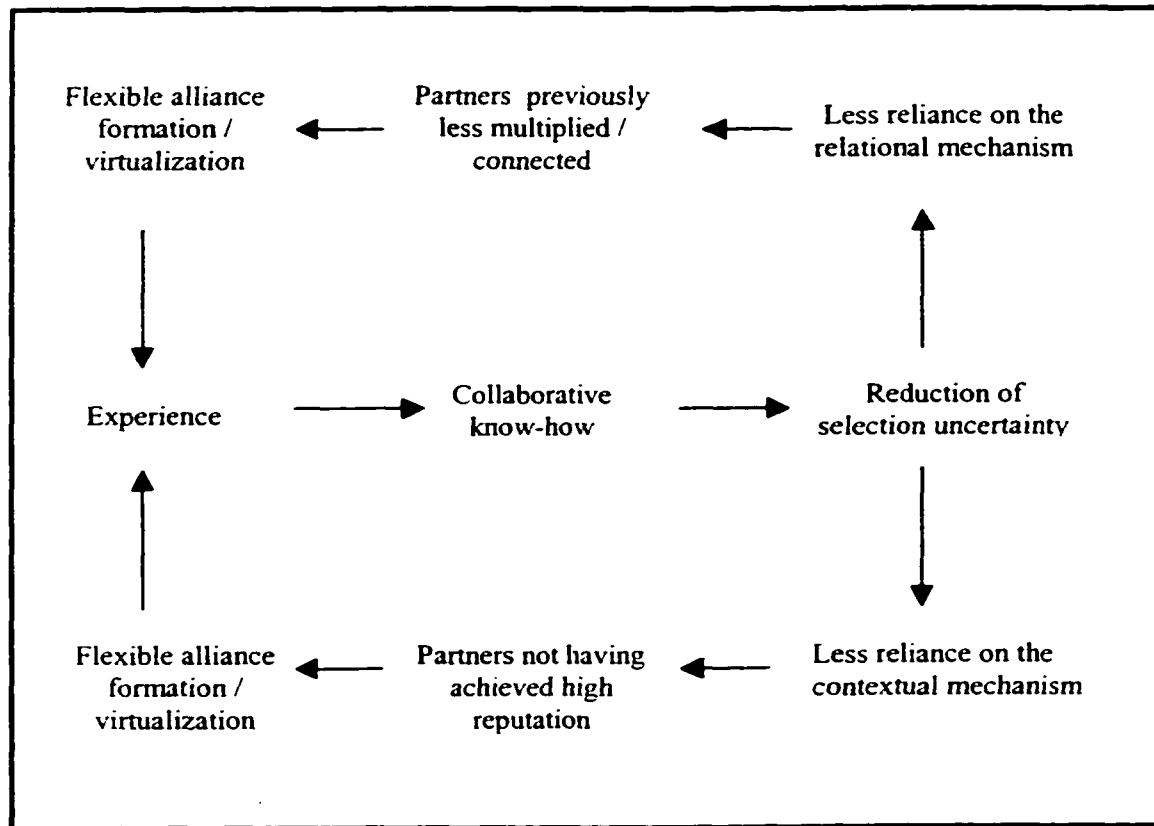 Flexible alliance
formation /
virtualization
Partners previously
less multiplied /
connected
Less reliance on the
relational mechanism
Experience
Collaborative
know-how
Reduction of
selection uncertainty
Flexible alliance
formation /
virtualization
Partners not having
achieved high
reputation
Less reliance on the
contextual mechanism